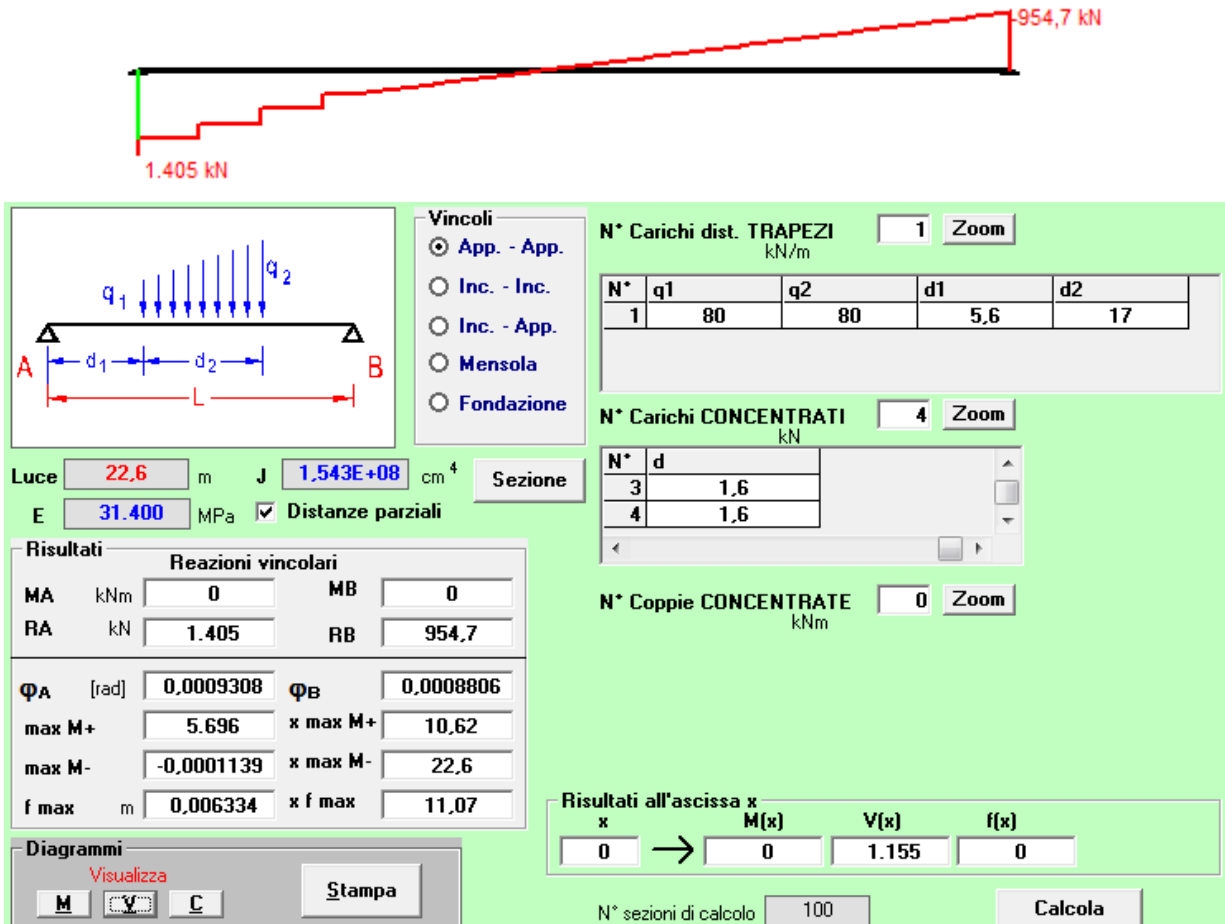 -954,7 kN
1.405 kN
q1
q2
A
B
d1
d2
L
Vincoli
App. - App.
Inc. - Inc.
Inc. - App.
Mensola
Fondazione
N° Carichi dist. TRAPEZI 1 Zoom
kN/m
N° q1 q2 d1 d2
1 80 80 5,6 17
N° Carichi CONCENTRATI 4 Zoom
kN
N° d
3 1,6
4 1,6
N° Coppie CONCENTRATE 0 Zoom
kNm
Luce 22,6 m J 1,543E+08 cm 4 Sezione
E 31.400 MPa Distanze parziali
Risultati
Reazioni vincolari
MA kNm 0 MB 0
RA kN 1.405 RB 954,7
φA [rad] 0,0009308 φB 0,0008806
max M+ 5.696 x max M+ 10,62
max M- -0,0001139 x max M- 22,6
f max m 0,006334 x f max 11,07
Risultati all'ascissa x
x M(x) V(x) f(x)
0 0 1.155 0
Diagrammi
Visualizza
M V C Stampa
N° sezioni di calcolo 100 Calcola